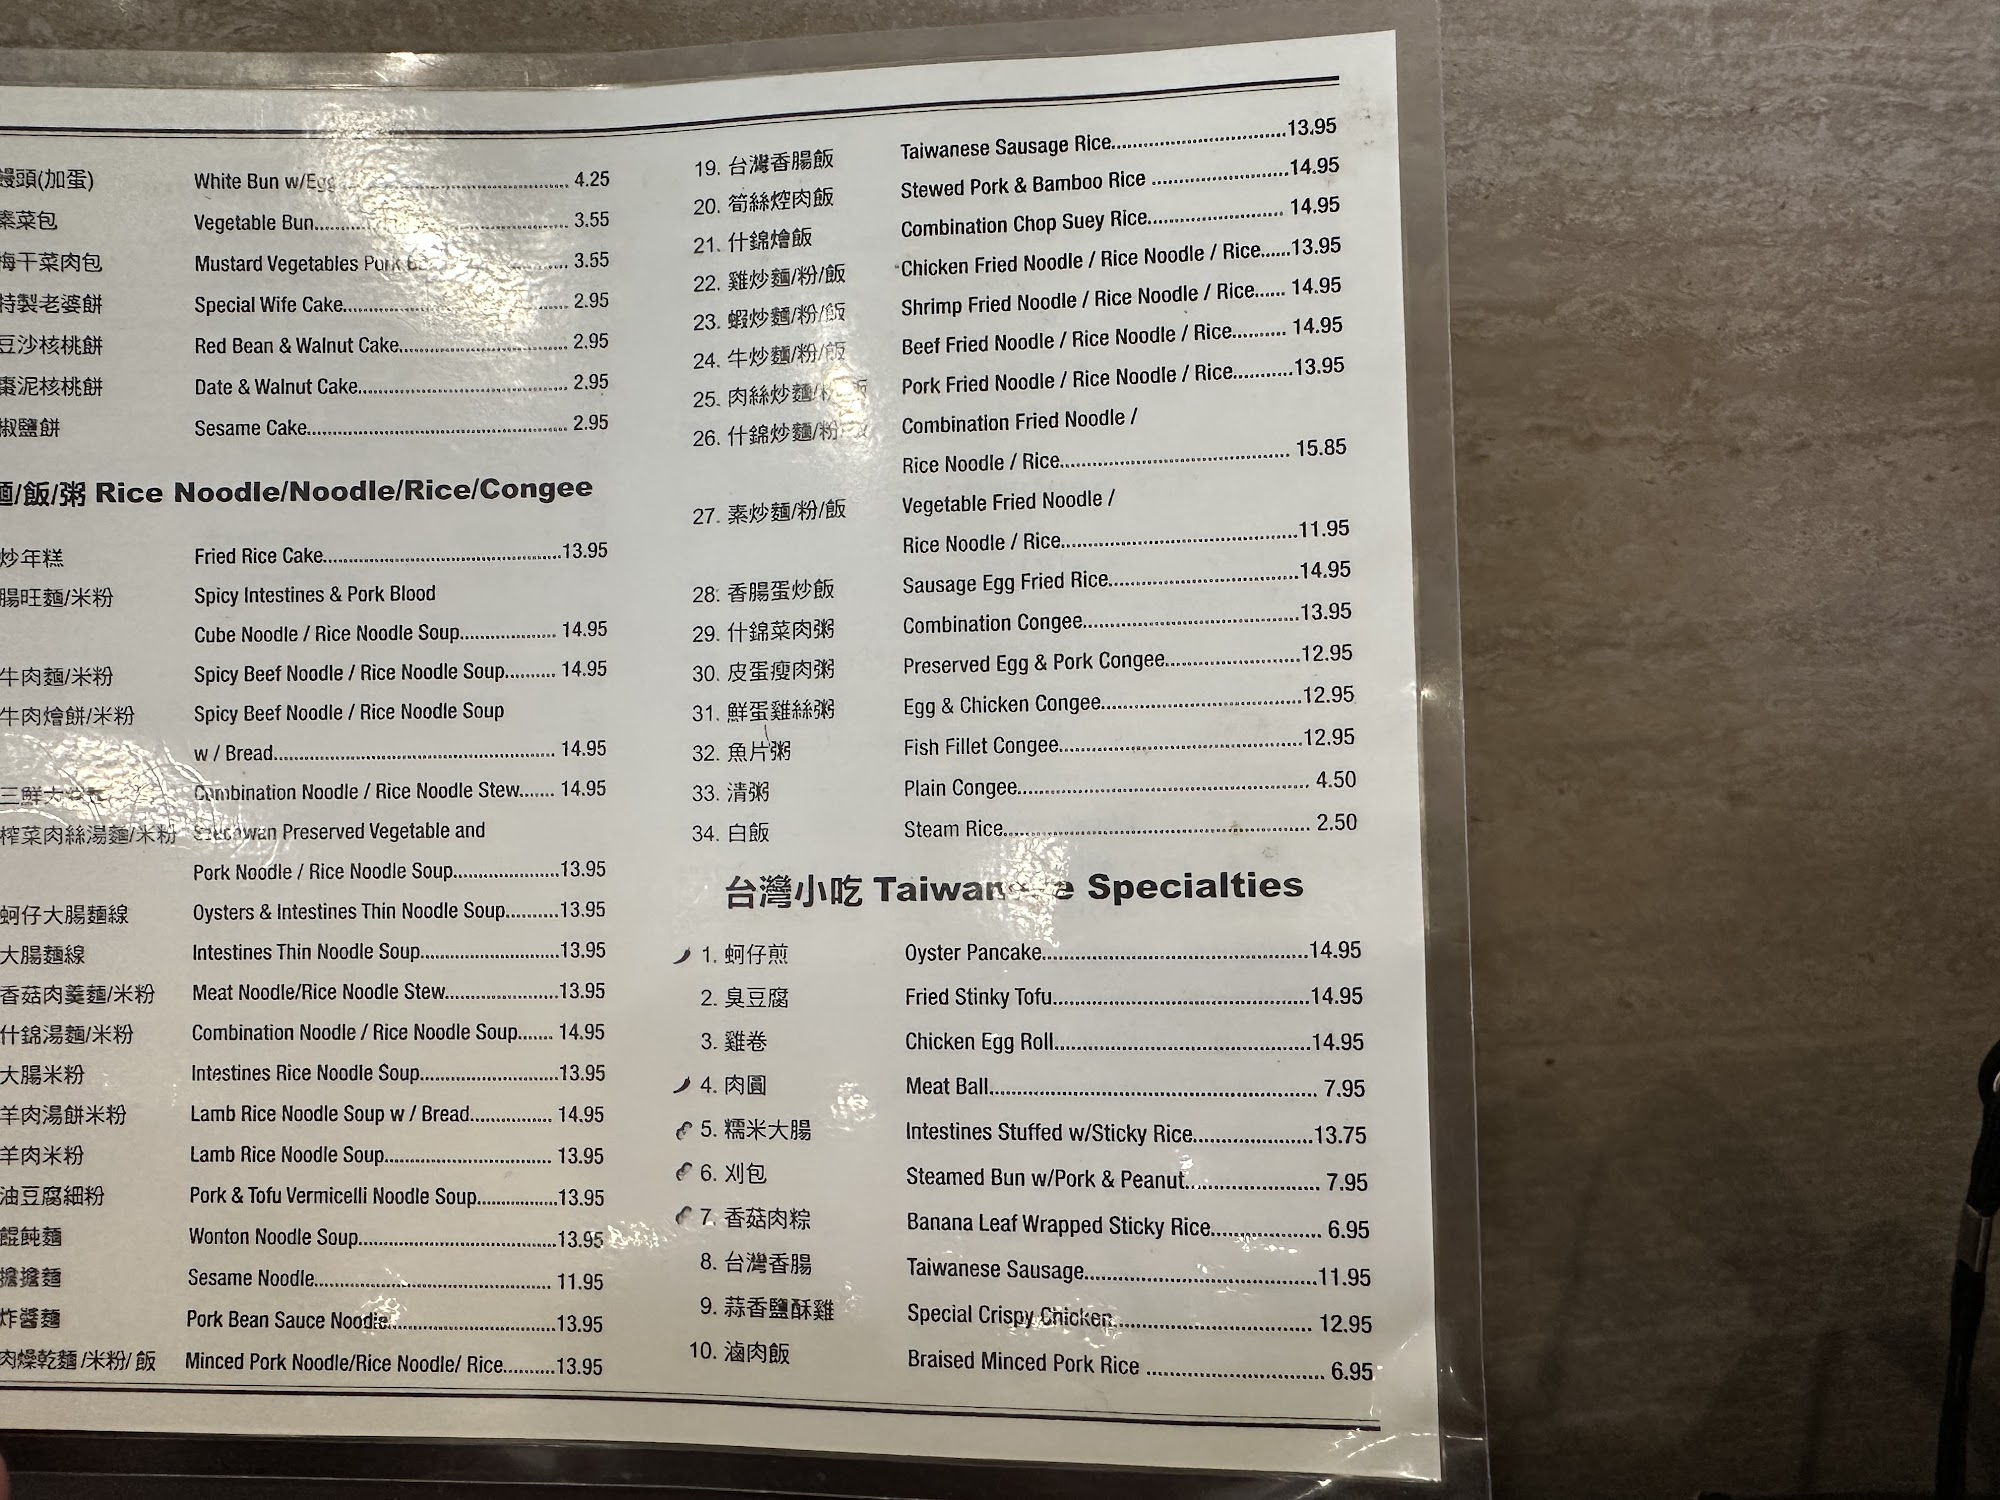 饅頭(加蛋) White Bun w/Egg 4.25
素菜包 Vegetable Bun 3.55
梅干菜肉包 Mustard Vegetables Pork 3.55
特製老婆餅 Special Wife Cake 2.95
豆沙核桃餅 Red Bean & Walnut Cake 2.95
棗泥核桃餅 Date & Walnut Cake 2.95
椒鹽餅 Sesame Cake 2.95
麵/飯/粥 Rice Noodle/Noodle/Rice/Congee
炒年糕 Fried Rice Cake 13.95
腸旺麵/米粉 Spicy Intestines & Pork Blood
Cube Noodle / Rice Noodle Soup 14.95
牛肉麵/米粉 Spicy Beef Noodle / Rice Noodle Soup 14.95
牛肉燴餅/米粉 Spicy Beef Noodle / Rice Noodle Soup
w / Bread 14.95
三鮮大 Combination Noodle / Rice Noodle Stew 14.95
榨菜肉絲湯麵/米粉 Szechwan Preserved Vegetable and
Pork Noodle / Rice Noodle Soup 13.95
蚵仔大腸麵線 Oysters & Intestines Thin Noodle Soup 13.95
大腸麵線 Intestines Thin Noodle Soup 13.95
香菇肉羹麵/米粉 Meat Noodle/Rice Noodle Stew 13.95
什錦湯麵/米粉 Combination Noodle / Rice Noodle Soup 14.95
大腸米粉 Intestines Rice Noodle Soup 13.95
羊肉湯餅米粉 Lamb Rice Noodle Soup w / Bread 14.95
羊肉米粉 Lamb Rice Noodle Soup 13.95
油豆腐細粉 Pork & Tofu Vermicelli Noodle Soup 13.95
餛飩麵 Wonton Noodle Soup 13.95
擔擔麵 Sesame Noodle 11.95
炸醬麵 Pork Bean Sauce Noodle 13.95
肉燥乾麵/米粉/飯 Minced Pork Noodle/Rice Noodle/ Rice 13.95
19. 台灣香腸飯 Taiwanese Sausage Rice 13.95
20. 筍絲焢肉飯 Stewed Pork & Bamboo Rice 14.95
21. 什錦燴飯 Combination Chop Suey Rice 14.95
22. 雞炒麵/粉/飯 Chicken Fried Noodle / Rice Noodle / Rice 13.95
23. 蝦炒麵/粉/飯 Shrimp Fried Noodle / Rice Noodle / Rice 14.95
24. 牛炒麵/粉/飯 Beef Fried Noodle / Rice Noodle / Rice 14.95
25. 肉絲炒麵/粉/飯 Pork Fried Noodle / Rice Noodle / Rice 13.95
26. 什錦炒麵/粉/飯 Combination Fried Noodle /
Rice Noodle / Rice 15.85
27. 素炒麵/粉/飯 Vegetable Fried Noodle /
Rice Noodle / Rice 11.95
28. 香腸蛋炒飯 Sausage Egg Fried Rice 14.95
29. 什錦菜肉粥 Combination Congee 13.95
30. 皮蛋瘦肉粥 Preserved Egg & Pork Congee 12.95
31. 鮮蛋雞絲粥 Egg & Chicken Congee 12.95
32. 魚片粥 Fish Fillet Congee 12.95
33. 清粥 Plain Congee 4.50
34. 白飯 Steam Rice 2.50
台灣小吃 Taiwanese Specialties
1. 蚵仔煎 Oyster Pancake 14.95
2. 臭豆腐 Fried Stinky Tofu 14.95
3. 雞卷 Chicken Egg Roll 14.95
4. 肉圓 Meat Ball 7.95
5. 糯米大腸 Intestines Stuffed w/Sticky Rice 13.75
6. 刈包 Steamed Bun w/Pork & Peanut 7.95
7. 香菇肉粽 Banana Leaf Wrapped Sticky Rice 6.95
8. 台灣香腸 Taiwanese Sausage 11.95
9. 蒜香鹽酥雞 Special Crispy Chicken 12.95
10. 滷肉飯 Braised Minced Pork Rice 6.95